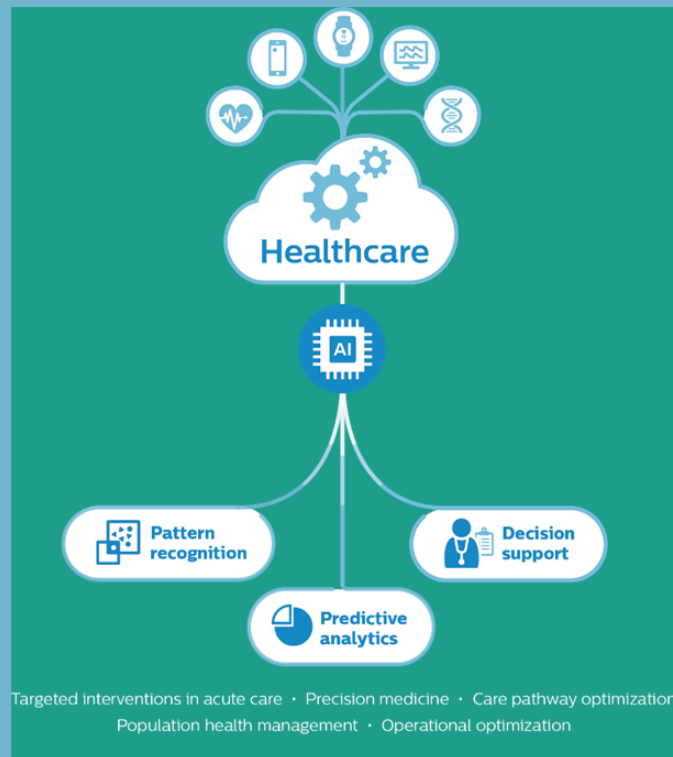 Healthcare
AI
Pattern
recognition
Decision
support
Predictive
analytics
Targeted interventions in acute care · Precision medicine · Care pathway optimization
Population health management · Operational optimization